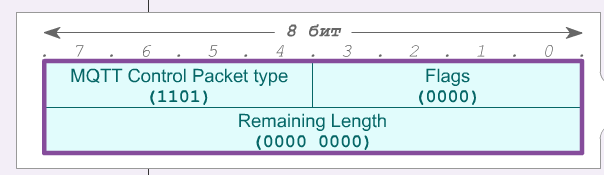 8 бит
. 7 . 6 . 5 . 4 . 3 . 2 . 1 . 0 .
MQTT Control Packet type Flags
(1101) (0000)
Remaining Length
(0000 0000)